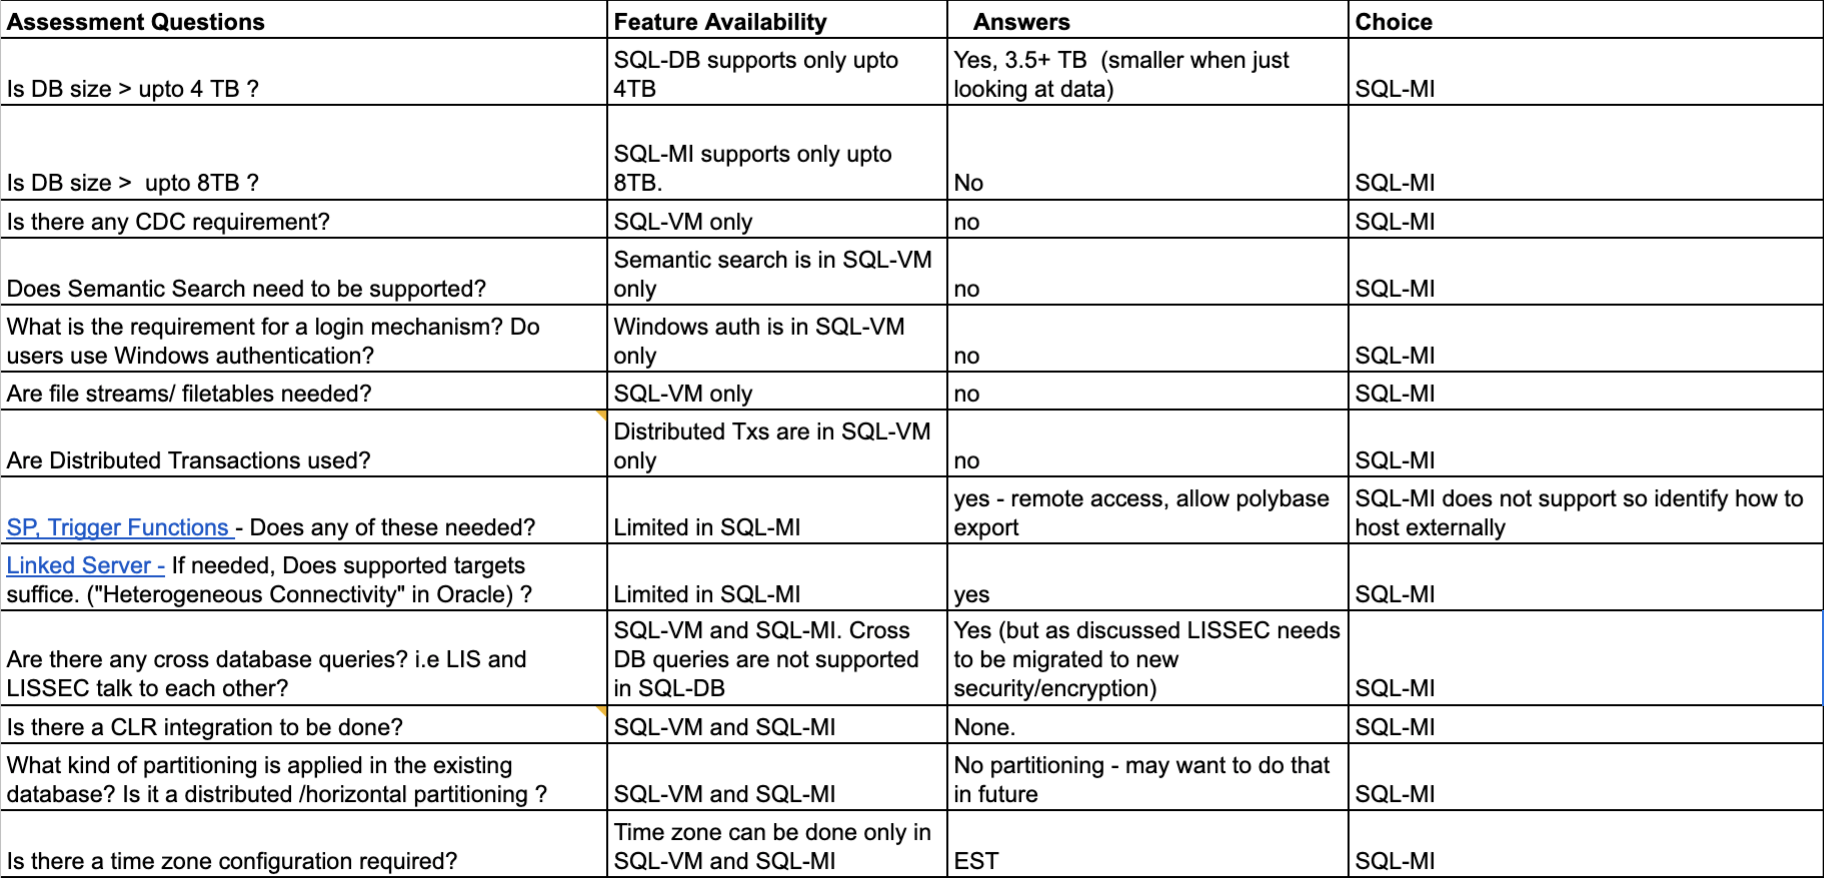 Assessment Questions
Feature Availability
Answers
Choice
Is DB size > upto 4 TB ?
SQL-DB supports only upto
4TB
Yes, 3.5+ TB  (smaller when just
looking at data)
SQL-MI
Is DB size >  upto 8TB ?
SQL-MI supports only upto
8TB.
No
SQL-MI
Is there any CDC requirement?
SQL-VM only
no
SQL-MI
Does Semantic Search need to be supported?
Semantic search is in SQL-VM
only
no
SQL-MI
What is the requirement for a login mechanism? Do
users use Windows authentication?
Windows auth is in SQL-VM
only
no
SQL-MI
Are file streams/ filetables needed?
SQL-VM only
no
SQL-MI
Are Distributed Transactions used?
Distributed Txs are in SQL-VM
only
no
SQL-MI
SP, Trigger Functions - Does any of these needed?
Limited in SQL-MI
yes - remote access, allow polybase
export
SQL-MI does not support so identify how to
host externally
Linked Server - If needed, Does supported targets
suffice. ("Heterogeneous Connectivity" in Oracle) ?
Limited in SQL-MI
yes
SQL-MI
Are there any cross database queries? i.e LIS and
LISSEC talk to each other?
SQL-VM and SQL-MI. Cross
DB queries are not supported
in SQL-DB
Yes (but as discussed LISSEC needs
to be migrated to new
security/encryption)
SQL-MI
Is there a CLR integration to be done?
SQL-VM and SQL-MI
None.
SQL-MI
What kind of partitioning is applied in the existing
database? Is it a distributed /horizontal partitioning ?
SQL-VM and SQL-MI
No partitioning - may want to do that
in future
SQL-MI
Is there a time zone configuration required?
Time zone can be done only in
SQL-VM and SQL-MI
EST
SQL-MI